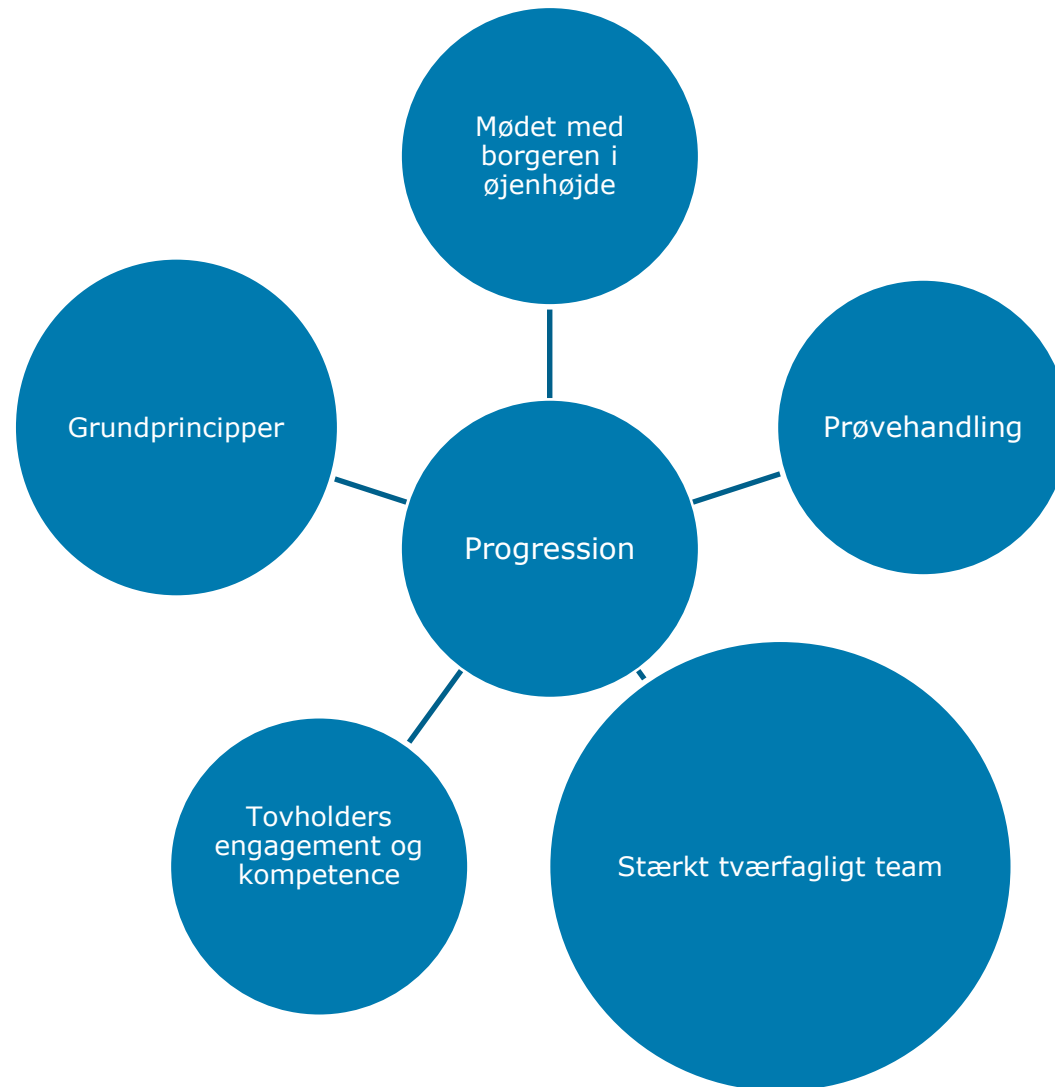 Mødet med
borgeren i
øjenhøjde
Grundprincipper
Prøvehandling
Progression
Tovholders
engagement og
kompetence
Stærkt tværfagligt team